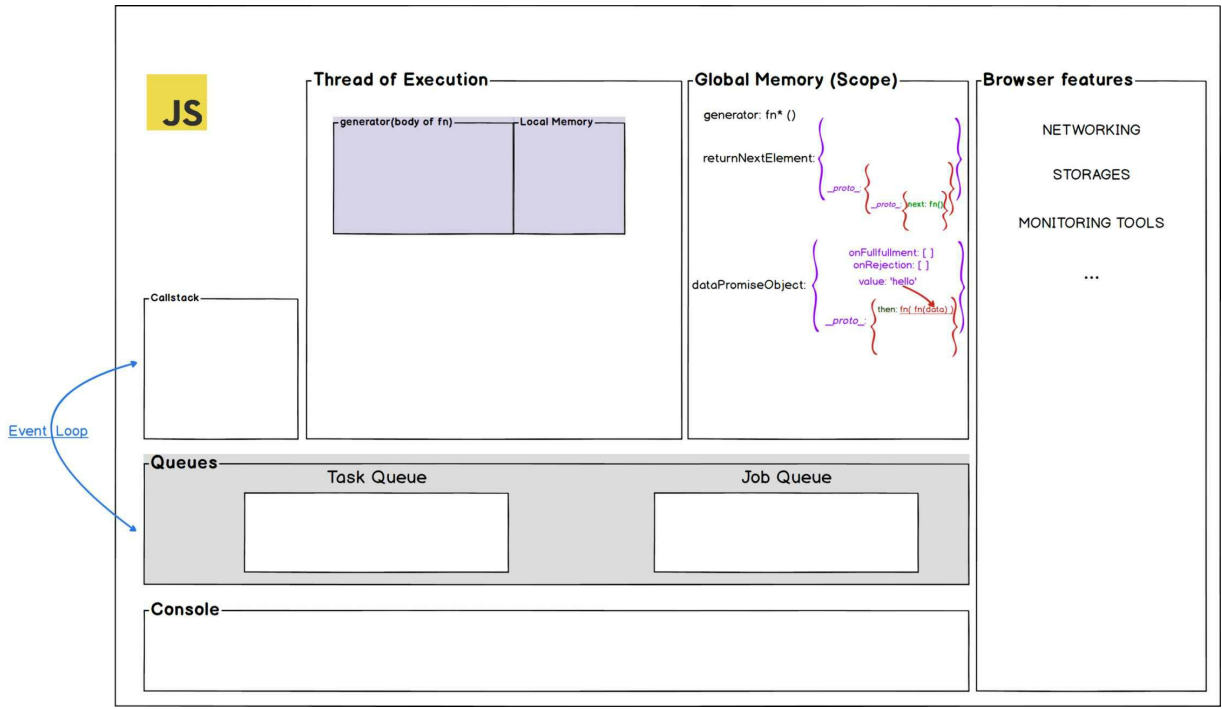 JS
Thread of Execution
generator(body of fn)
Local Memory
Global Memory (Scope)
generator: fn* ()
returnNextElement: {
__proto__: {
__proto__: { next: fn() } } }
dataPromiseObject: {
onFullfullment: [ ]
onRejection: [ ]
value: 'hello'
__proto__: { then: fn( fn(data) ) } }
Browser features
NETWORKING
STORAGES
MONITORING TOOLS
...
Callstack
Event Loop
Queues
Task Queue
Job Queue
Console